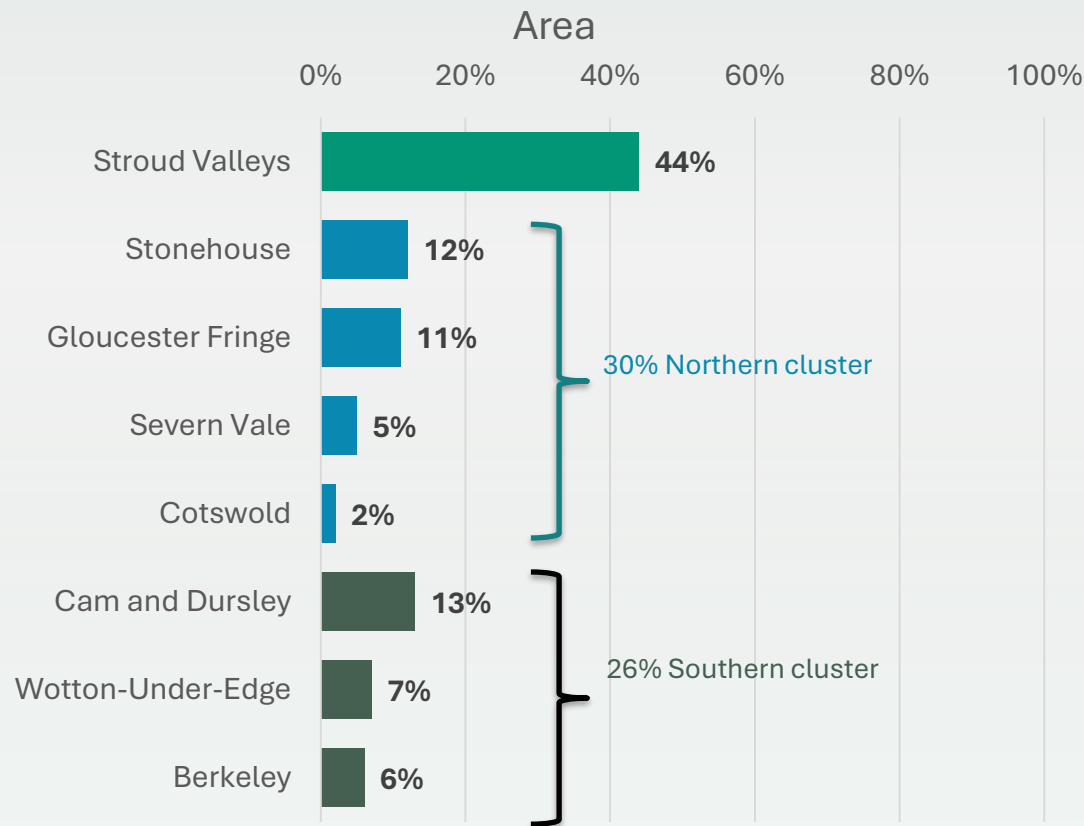 Area
0% 20% 40% 60% 80% 100%
Stroud Valleys 44%
Stonehouse 12%
Gloucester Fringe 11%
30% Northern cluster
Severn Vale 5%
Cotswold 2%
Cam and Dursley 13%
26% Southern cluster
Wotton-Under-Edge 7%
Berkeley 6%